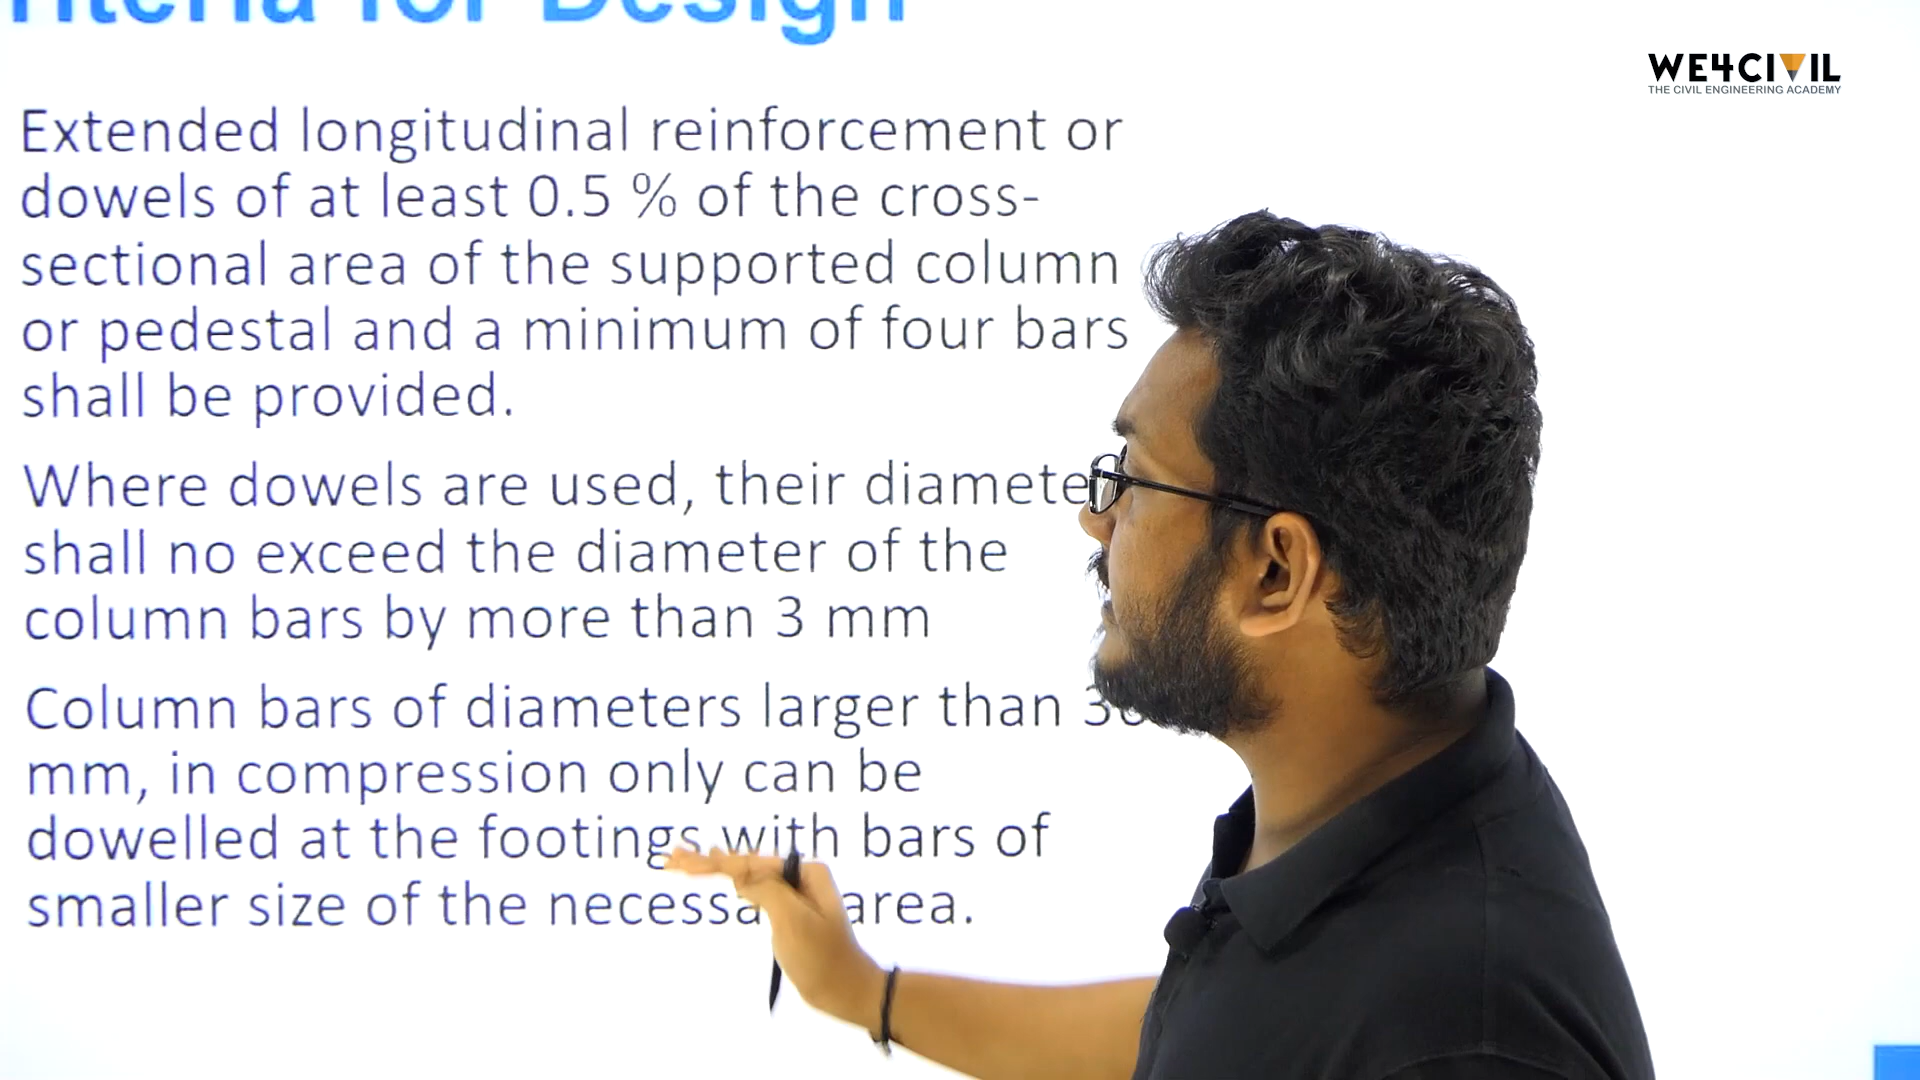 for Design
WE4CIVIL
THE CIVIL ENGINEERING ACADEMY
Extended longitudinal reinforcement or
dowels of at least 0.5 % of the cross-
sectional area of the supported column
or pedestal and a minimum of four bars
shall be provided.
Where dowels are used, their
shall no exceed the diameter of the
column bars by more than 3 mm
Column bars of diameters larger than
mm, in compression only can be
dowelled at the footings with bars of
smaller size of the area.